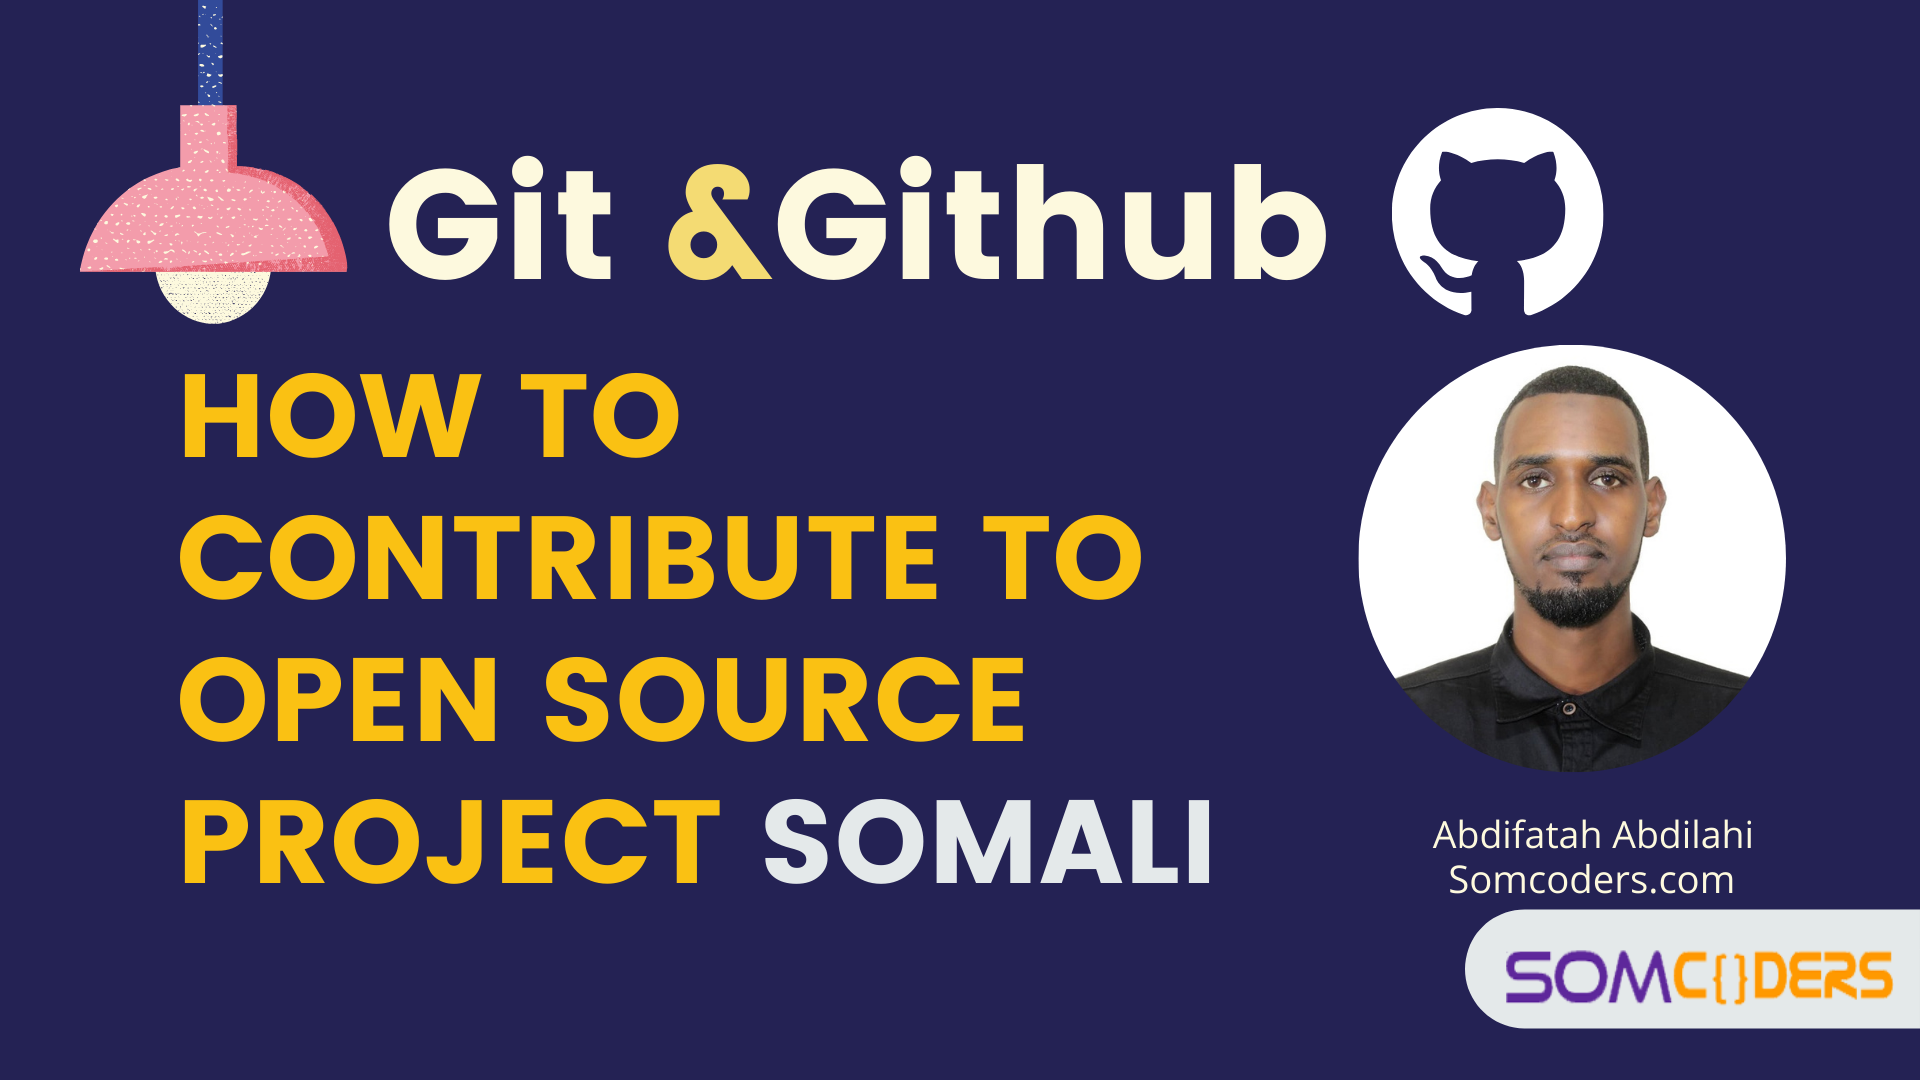 Git &Github
HOW TO
CONTRIBUTE TO
OPEN SOURCE
PROJECT SOMALI
Abdifatah Abdilahi
Somcoders.com
SOMC{}DERS